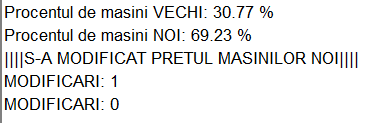 Procentul de masini VECHI: 30.77 %
Procentul de masini NOI: 69.23 %
||||S-A MODIFICAT PRETUL MASINILOR NOI||||
MODIFICARI: 1
MODIFICARI: 0